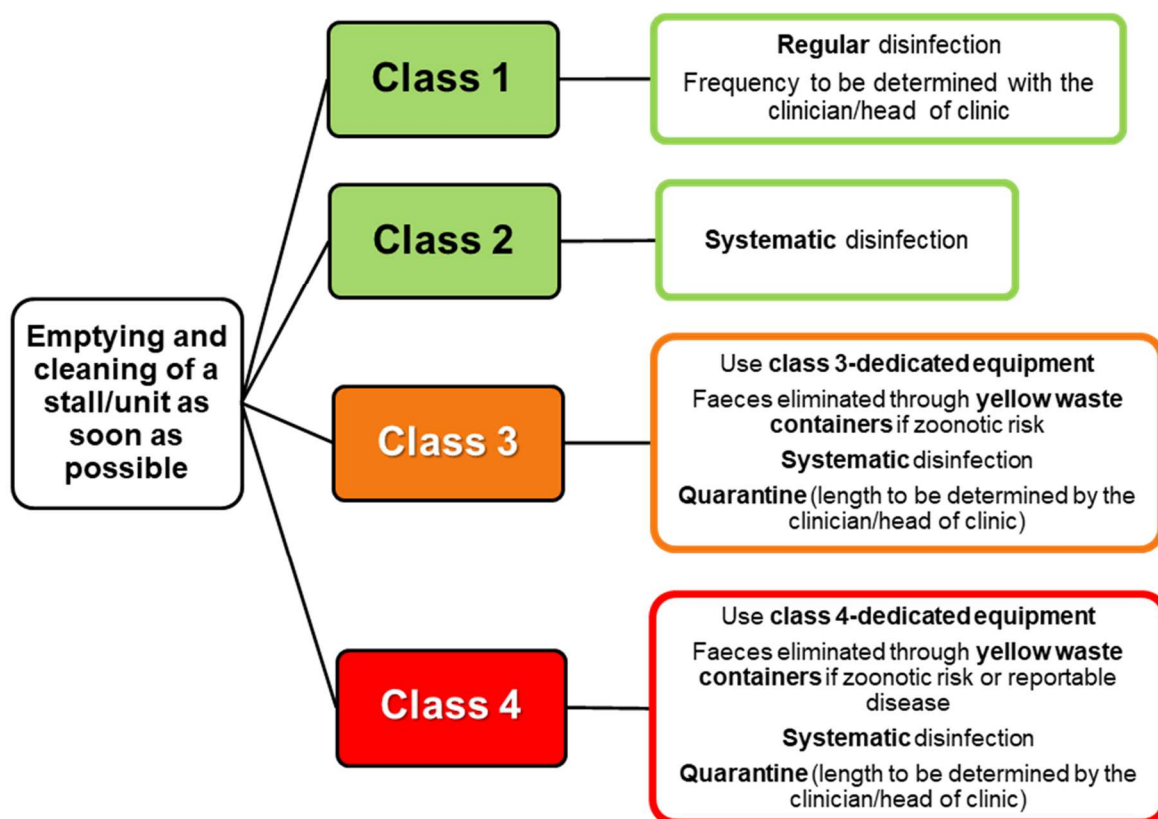 Emptying and
cleaning of a
stall/unit as
soon as
possible
Class 1
Regular disinfection
Frequency to be determined with the
clinician/head of clinic
Class 2
Systematic disinfection
Class 3
Use class 3-dedicated equipment
Faeces eliminated through yellow waste
containers if zoonotic risk
Systematic disinfection
Quarantine (length to be determined by the
clinician/head of clinic)
Class 4
Use class 4-dedicated equipment
Faeces eliminated through yellow waste
containers if zoonotic risk or reportable
disease
Systematic disinfection
Quarantine (length to be determined by the
clinician/head of clinic)